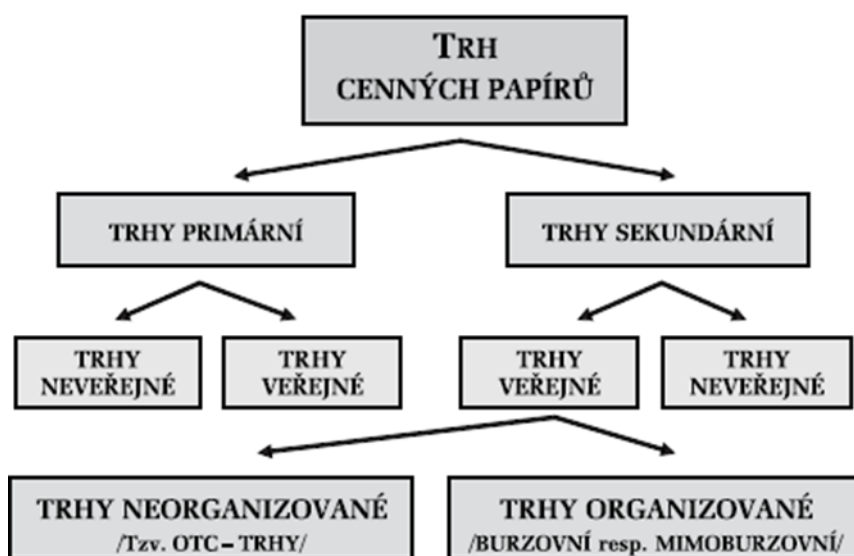 TRH
CENNÝCH PAPÍRŮ
TRHY PRIMÁRNÍ
TRHY SEKUNDÁRNÍ
TRHY
NEVEŘEJNÉ
TRHY
VEŘEJNÉ
TRHY
VEŘEJNÉ
TRHY
NEVEŘEJNÉ
TRHY NEORGANIZOVANÉ
/Tzv. OTC – TRHY/
TRHY ORGANIZOVANÉ
/BURZOVNÍ resp. MIMOBURZOVNÍ/